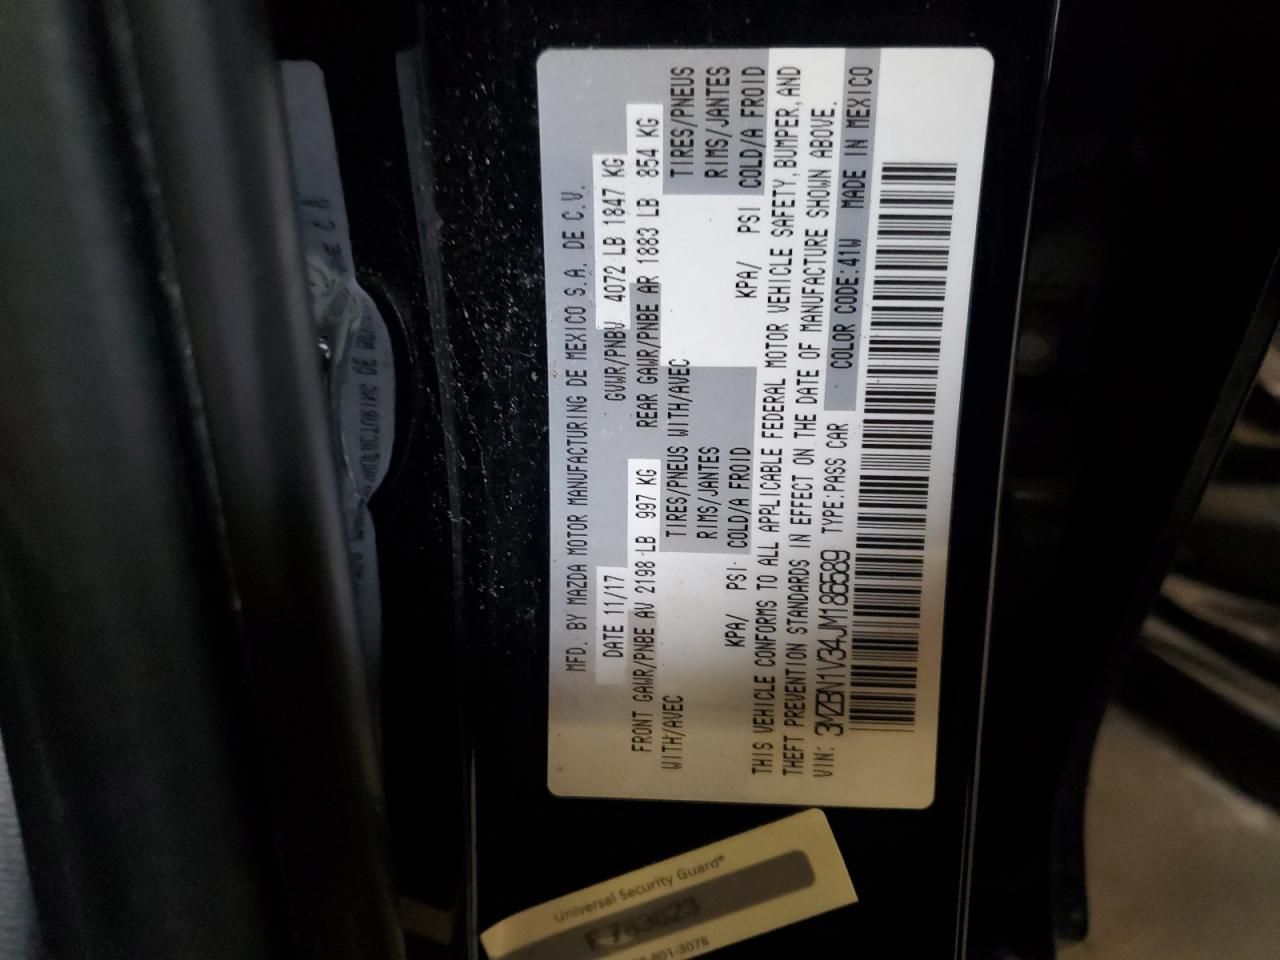 MFD. BY MAZDA MOTOR MANUFACTURING DE MEXICO S.A. DE C.V.
DATE 11/17 GVWR/PNBV 4072 LB 1847 KG
FRONT GAWR/PNBE AV 2198 LB 997 KG REAR GAWR/PNBE AR 1883 LB 854 KG
WITH/AVEC TIRES/PNEUS WITH/AVEC TIRES/PNEUS
RIMS/JANTES RIMS/JANTES
KPA/ PSI COLD/A FROID KPA/ PSI COLD/A FROID
THIS VEHICLE CONFORMS TO ALL APPLICABLE FEDERAL MOTOR VEHICLE SAFETY, BUMPER, AND
THEFT PREVENTION STANDARDS IN EFFECT ON THE DATE OF MANUFACTURE SHOWN ABOVE.
VIN: 3MZBN1V34JM186589 TYPE:PASS CAR COLOR CODE:41W MADE IN MEXICO
Universal Security Guard®
801-3078